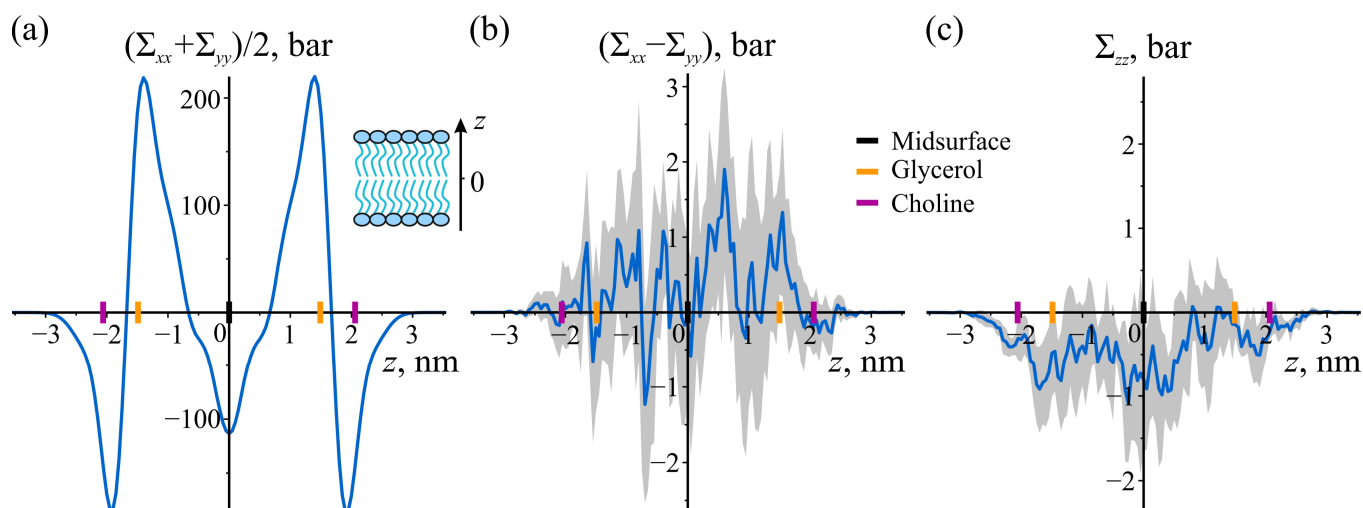 (a)
(Σxx+Σyy)/2, bar
200
100
−100
−3
−2
−1
0
1
2
3
z, nm
z
0
(b)
(Σxx−Σyy), bar
3
2
1
−1
−2
−3
−2
−1
0
1
2
3
z, nm
Midsurface
Glycerol
Choline
(c)
Σzz, bar
2
1
−1
−2
−3
−2
−1
0
1
2
3
z, nm